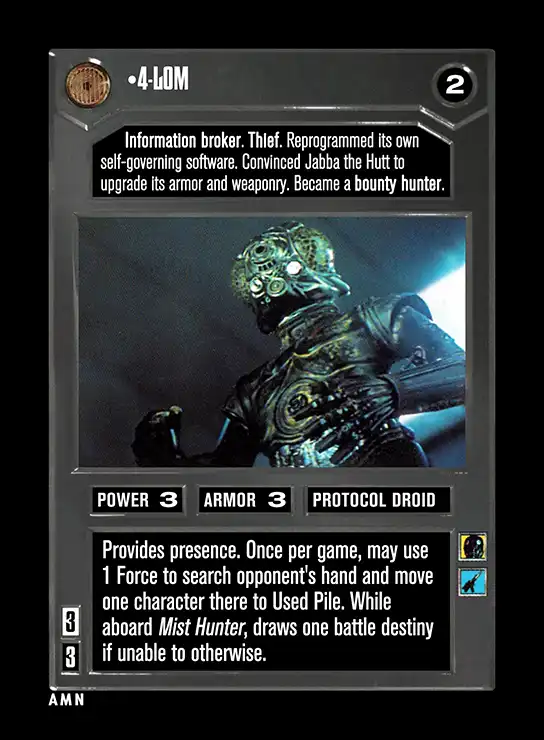 •4-LOM
2
Information broker. Thief. Reprogrammed its own
self-governing software. Convinced Jabba the Hutt to
upgrade its armor and weaponry. Became a bounty hunter.
POWER 3 ARMOR 3 PROTOCOL DROID
Provides presence. Once per game, may use
1 Force to search opponent's hand and move
one character there to Used Pile. While
aboard Mist Hunter, draws one battle destiny
if unable to otherwise.
3
3
AMN